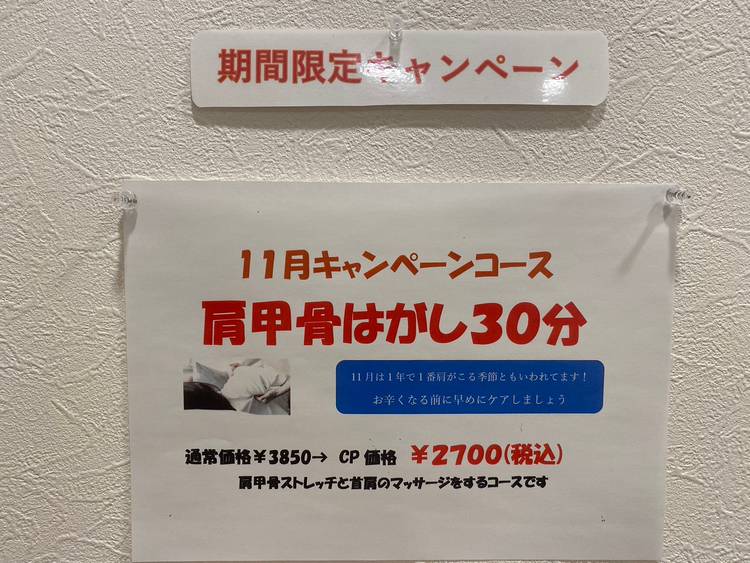 期間限定キャンペーン
11月キャンペーンコース
肩甲骨はがし30分
11月は1年で1番肩がこる季節ともいわれてます！
お辛くなる前に早めにケアしましょう
通常価格￥3850→ CP価格 ￥2700(税込)
肩甲骨ストレッチと首肩のマッサージをするコースです